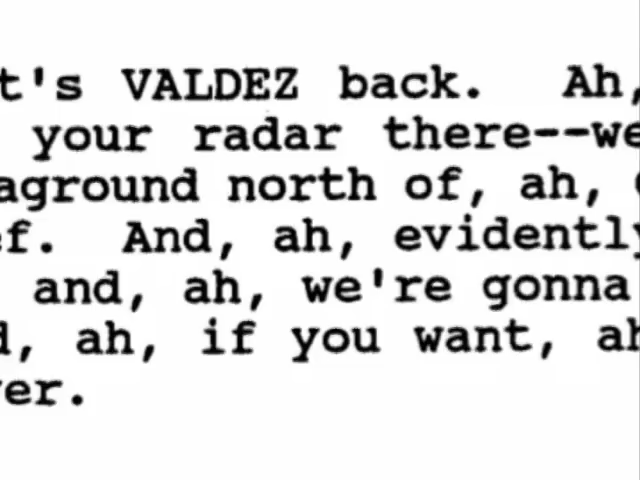 t's VALDEZ back. Ah,
your radar there--we
aground north of, ah,
ef. And, ah, evidently
and, ah, we're gonna
d, ah, if you want, ah
ver.